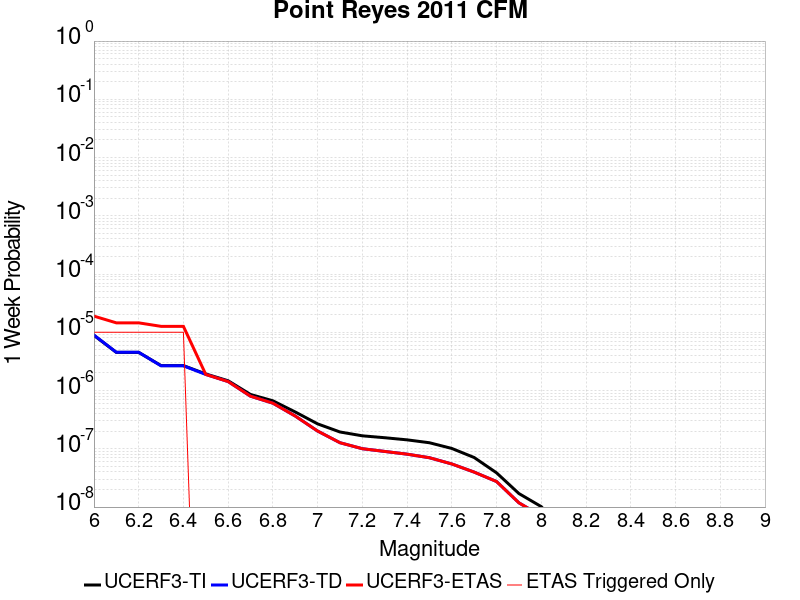 Point Reyes 2011 CFM
10^0
10^-1
10^-2
10^-3
10^-4
10^-5
10^-6
10^-7
10^-8
1 Week Probability
6 6.2 6.4 6.6 6.8 7 7.2 7.4 7.6 7.8 8 8.2 8.4 8.6 8.8 9
Magnitude
UCERF3-TI UCERF3-TD UCERF3-ETAS ETAS Triggered Only